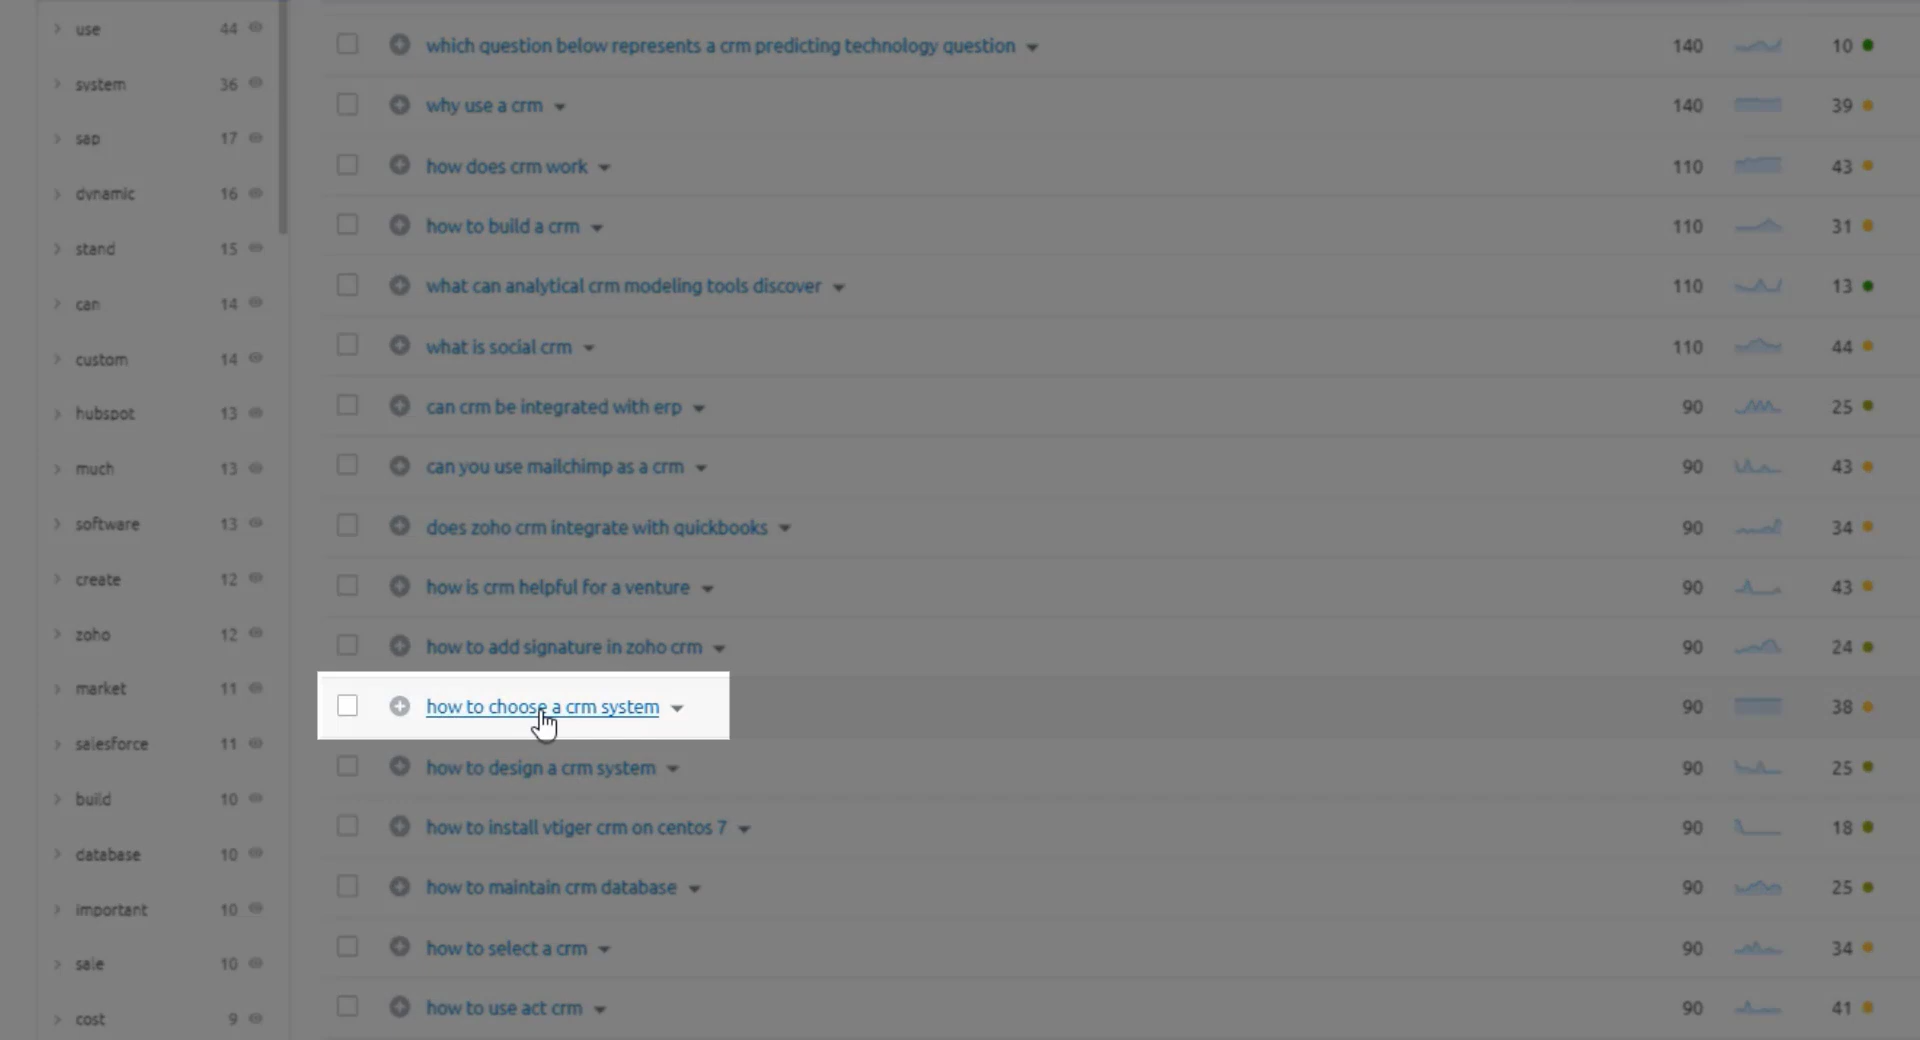 use 44
system 36
sap 17
dynamic 16
stand 15
can 14
custom 14
hubspot 13
much 13
software 13
create 12
zoho 12
market 11
salesforce 11
build 10
database 10
important 10
sale 10
cost 9
which question below represents a crm predicting technology question 140 10
why use a crm 140 39
how does crm work 110 43
how to build a crm 110 31
what can analytical crm modeling tools discover 110 13
what is social crm 110 44
can crm be integrated with erp 90 25
can you use mailchimp as a crm 90 43
does zoho crm integrate with quickbooks 90 34
how is crm helpful for a venture 90 43
how to add signature in zoho crm 90 24
how to choose a crm system 90 38
how to design a crm system 90 25
how to install vtiger crm on centos 7 90 18
how to maintain crm database 90 25
how to select a crm 90 34
how to use act crm 90 41